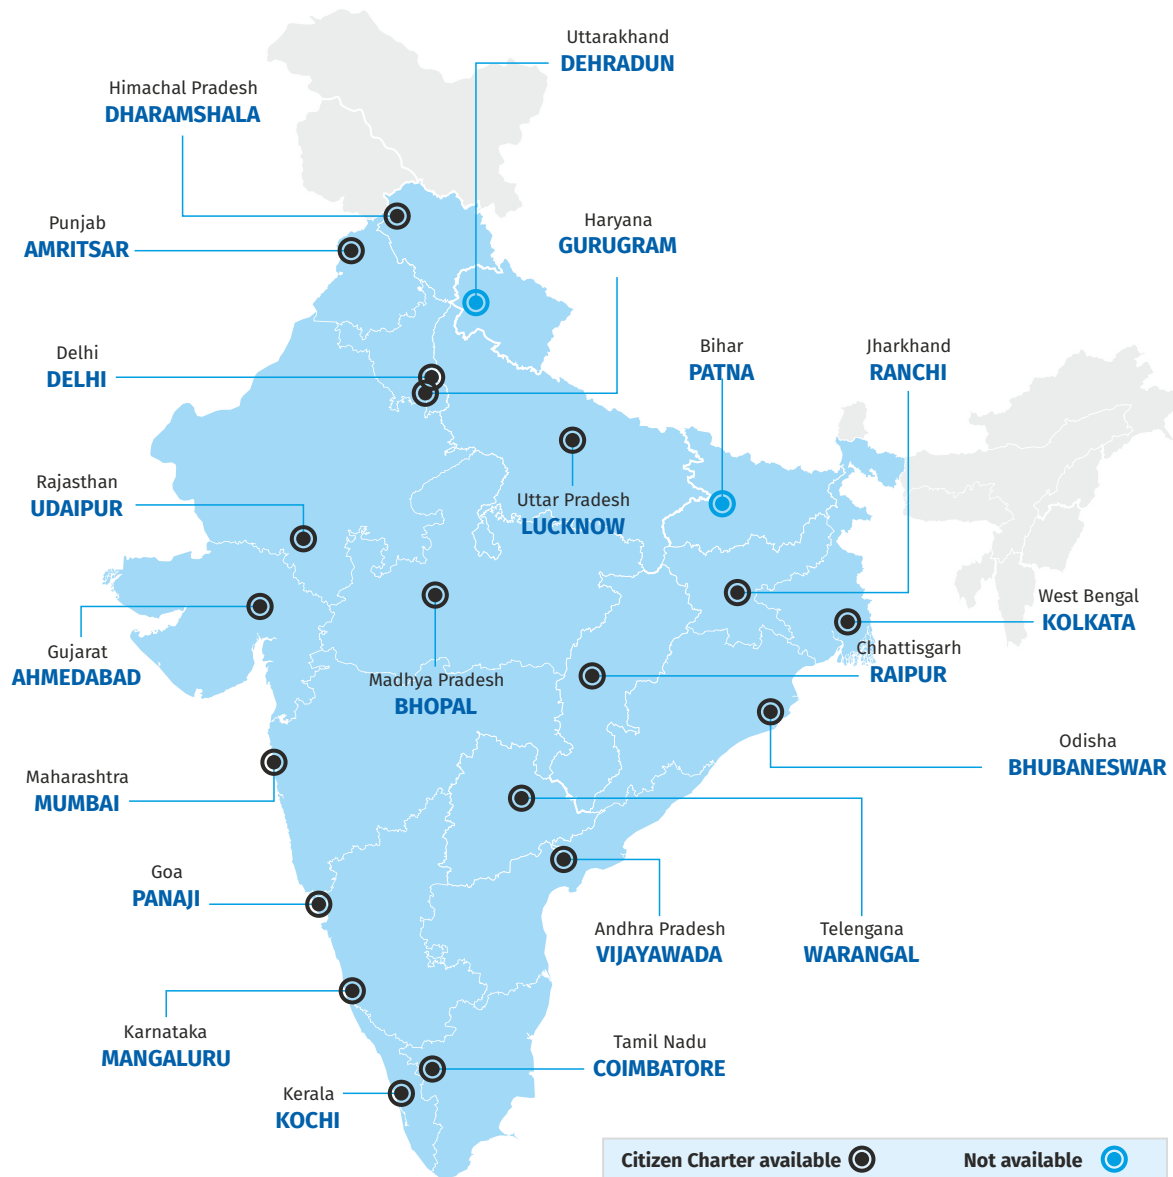 Uttarakhand
DEHRADUN
Himachal Pradesh
DHARAMSHALA
Punjab
AMRITSAR
Haryana
GURUGRAM
Delhi
DELHI
Bihar
PATNA
Jharkhand
RANCHI
Rajasthan
UDAIPUR
Uttar Pradesh
LUCKNOW
West Bengal
KOLKATA
Gujarat
AHMEDABAD
Madhya Pradesh
BHOPAL
Chhattisgarh
RAIPUR
Odisha
BHUBANESWAR
Maharashtra
MUMBAI
Goa
PANAJI
Andhra Pradesh
VIJAYAWADA
Telengana
WARANGAL
Karnataka
MANGALURU
Tamil Nadu
COIMBATORE
Kerala
KOCHI
Citizen Charter available
Not available